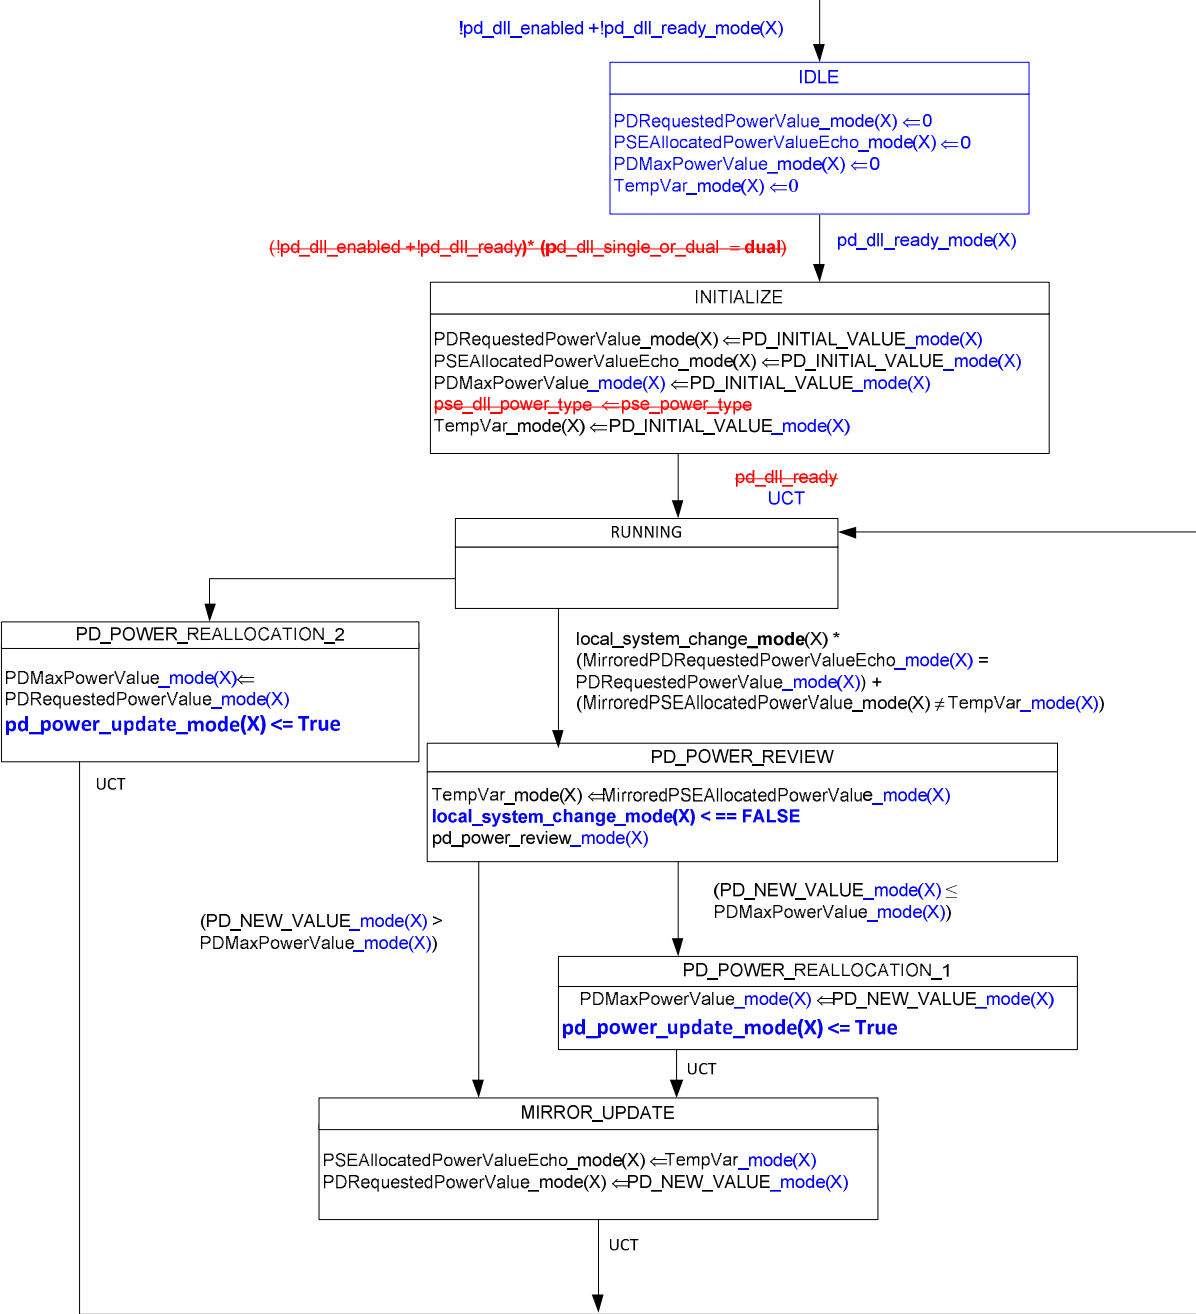 !pd_dll_enabled +!pd_dll_ready_mode(X)
IDLE
PDRequestedPowerValue_mode(X) ⇐0
PSEAllocatedPowerValueEcho_mode(X) ⇐0
PDMaxPowerValue_mode(X) ⇐0
TempVar_mode(X) ⇐0
(!pd_dll_enabled +!pd_dll_ready)* (pd_dll_single_or_dual = dual)
pd_dll_ready_mode(X)
INITIALIZE
PDRequestedPowerValue_mode(X) ⇐PD_INITIAL_VALUE_mode(X)
PSEAllocatedPowerValueEcho_mode(X) ⇐PD_INITIAL_VALUE_mode(X)
PDMaxPowerValue_mode(X) ⇐PD_INITIAL_VALUE_mode(X)
pse_dll_power_type ⇐pse_power_type
TempVar_mode(X) ⇐PD_INITIAL_VALUE_mode(X)
pd_dll_ready
UCT
RUNNING
PD_POWER_REALLOCATION_2
PDMaxPowerValue_mode(X)⇐
PDRequestedPowerValue_mode(X)
pd_power_update_mode(X) <= True
UCT
local_system_change_mode(X) *
(MirroredPDRequestedPowerValueEcho_mode(X) =
PDRequestedPowerValue_mode(X)) +
(MirroredPSEAllocatedPowerValue_mode(X) ≠TempVar_mode(X))
PD_POWER_REVIEW
TempVar_mode(X) ⇐MirroredPSEAllocatedPowerValue_mode(X)
local_system_change_mode(X) < == FALSE
pd_power_review_mode(X)
(PD_NEW_VALUE_mode(X) >
PDMaxPowerValue_mode(X))
(PD_NEW_VALUE_mode(X) ≤
PDMaxPowerValue_mode(X))
PD_POWER_REALLOCATION_1
PDMaxPowerValue_mode(X) ⇐PD_NEW_VALUE_mode(X)
pd_power_update_mode(X) <= True
UCT
MIRROR_UPDATE
PSEAllocatedPowerValueEcho_mode(X) ⇐TempVar_mode(X)
PDRequestedPowerValue_mode(X) ⇐PD_NEW_VALUE_mode(X)
UCT